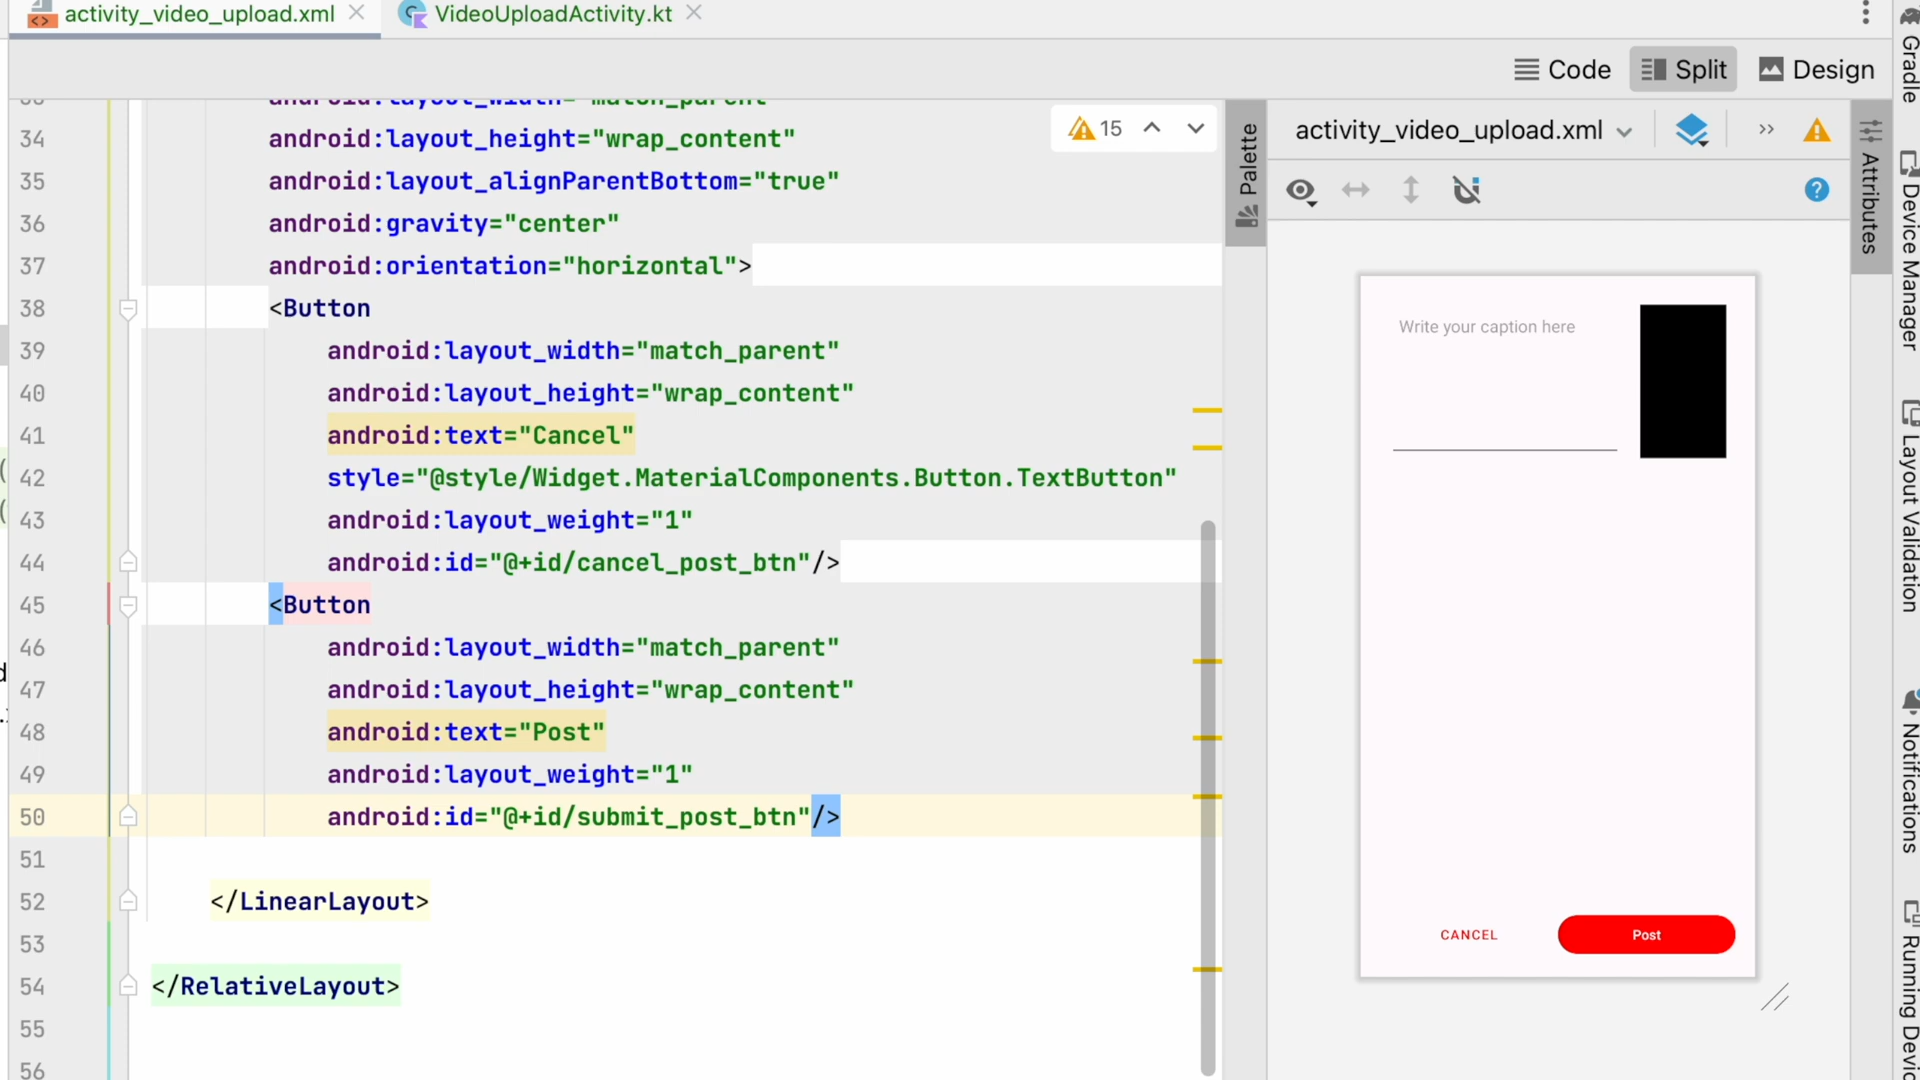 activity_video_upload.xml
VideoUploadActivity.kt
Code
Split
Design
android:layout_width="match_parent"
34 android:layout_height="wrap_content"
35 android:layout_alignParentBottom="true"
36 android:gravity="center"
37 android:orientation="horizontal">
38 <Button
39 android:layout_width="match_parent"
40 android:layout_height="wrap_content"
41 android:text="Cancel"
42 style="@style/Widget.MaterialComponents.Button.TextButton"
43 android:layout_weight="1"
44 android:id="@+id/cancel_post_btn"/>
45 <Button
46 android:layout_width="match_parent"
47 android:layout_height="wrap_content"
48 android:text="Post"
49 android:layout_weight="1"
50 android:id="@+id/submit_post_btn"/>
51
52 </LinearLayout>
53
54 </RelativeLayout>
55
56
15
Palette
activity_video_upload.xml
Write your caption here
CANCEL
Post
Attributes
Gradle
Device Manager
Layout Validation
Notifications
Running Devic